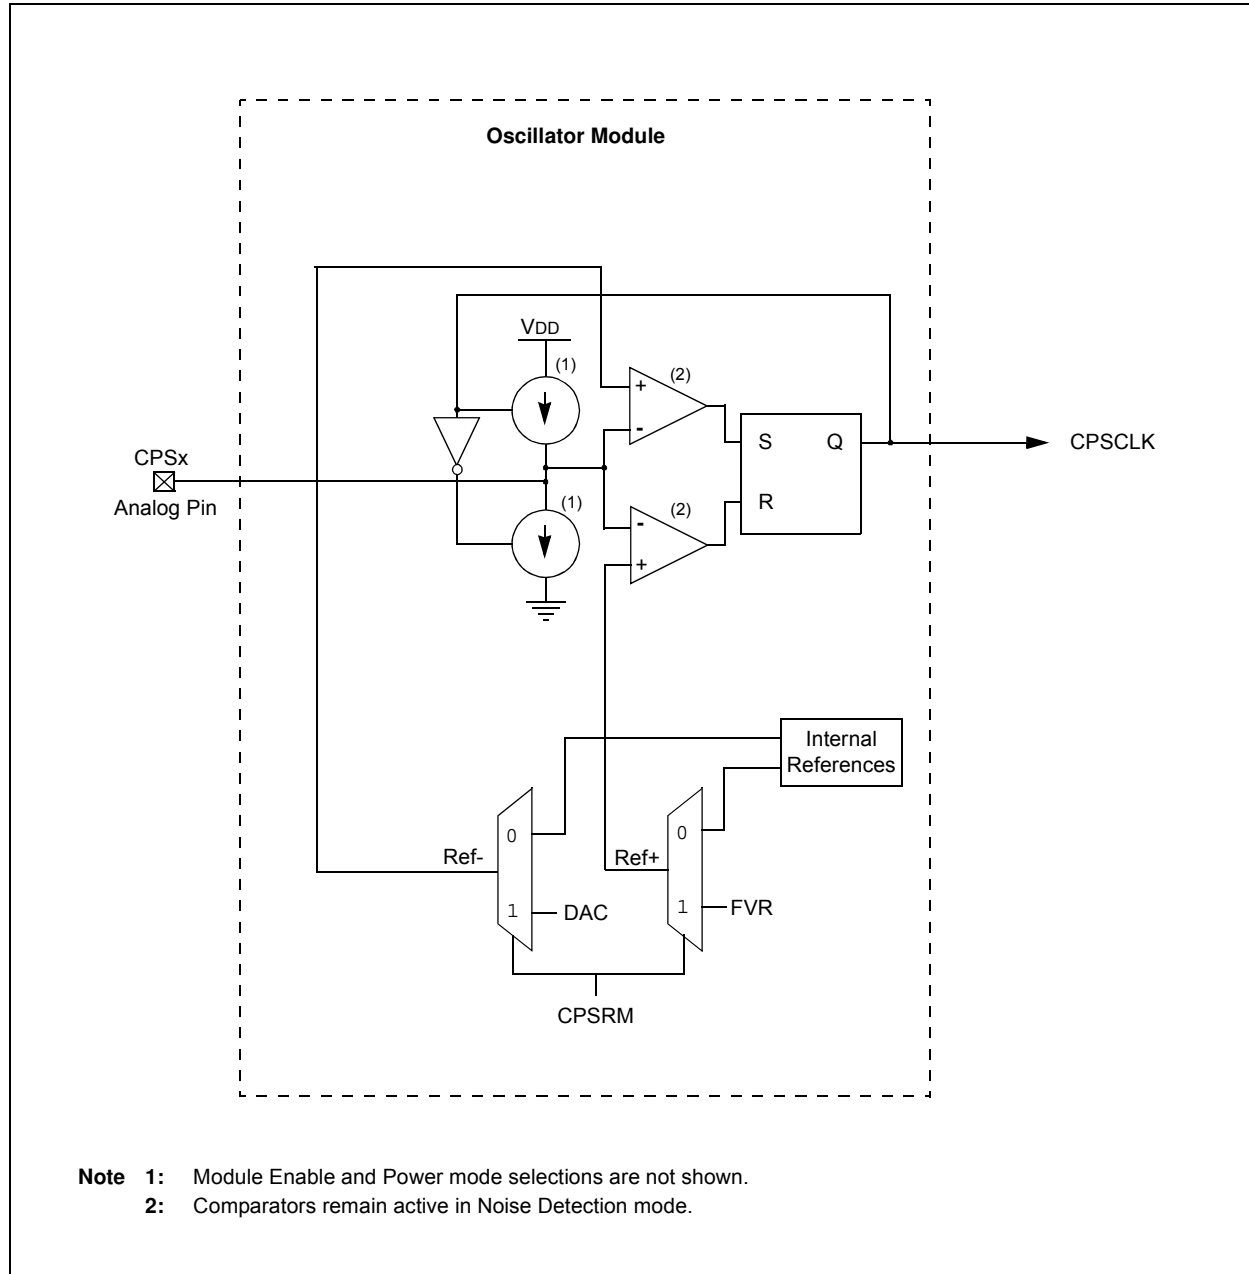 Oscillator Module
VDD
(1)
(2)
+
-
S Q
CPSCLK
CPSx
Analog Pin
(1)
(2)
R
-
+
Internal
References
0
0
Ref-
Ref+
1
DAC
1
FVR
CPSRM
Note 1: Module Enable and Power mode selections are not shown.
2: Comparators remain active in Noise Detection mode.